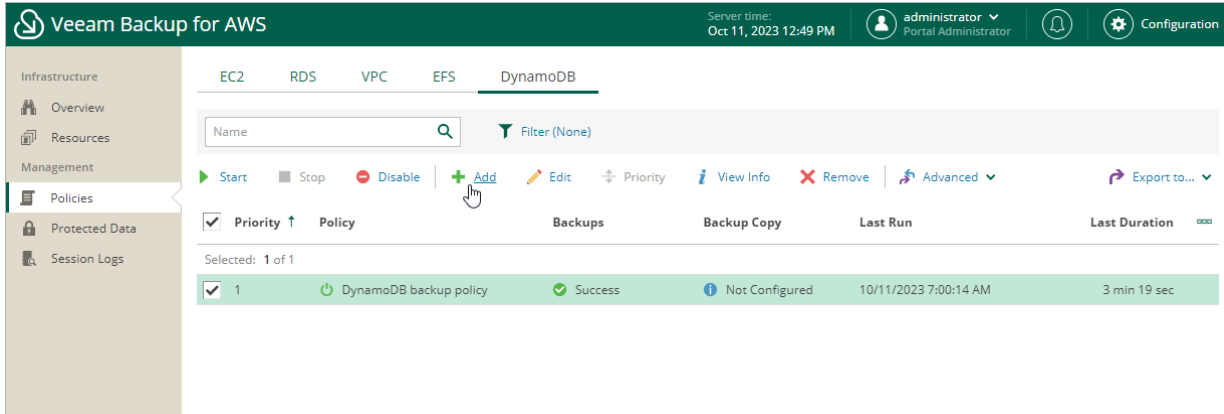 Veeam Backup for AWS
Server time:
Oct 11, 2023 12:49 PM
administrator
Portal Administrator
Configuration
Infrastructure
Overview
Resources
Management
Policies
Protected Data
Session Logs
EC2 RDS VPC EFS DynamoDB
Name
Filter (None)
Start Stop Disable Add Edit Priority View Info Remove Advanced Export to...
Priority Policy Backups Backup Copy Last Run Last Duration
Selected: 1 of 1
1 DynamoDB backup policy Success Not Configured 10/11/2023 7:00:14 AM 3 min 19 sec